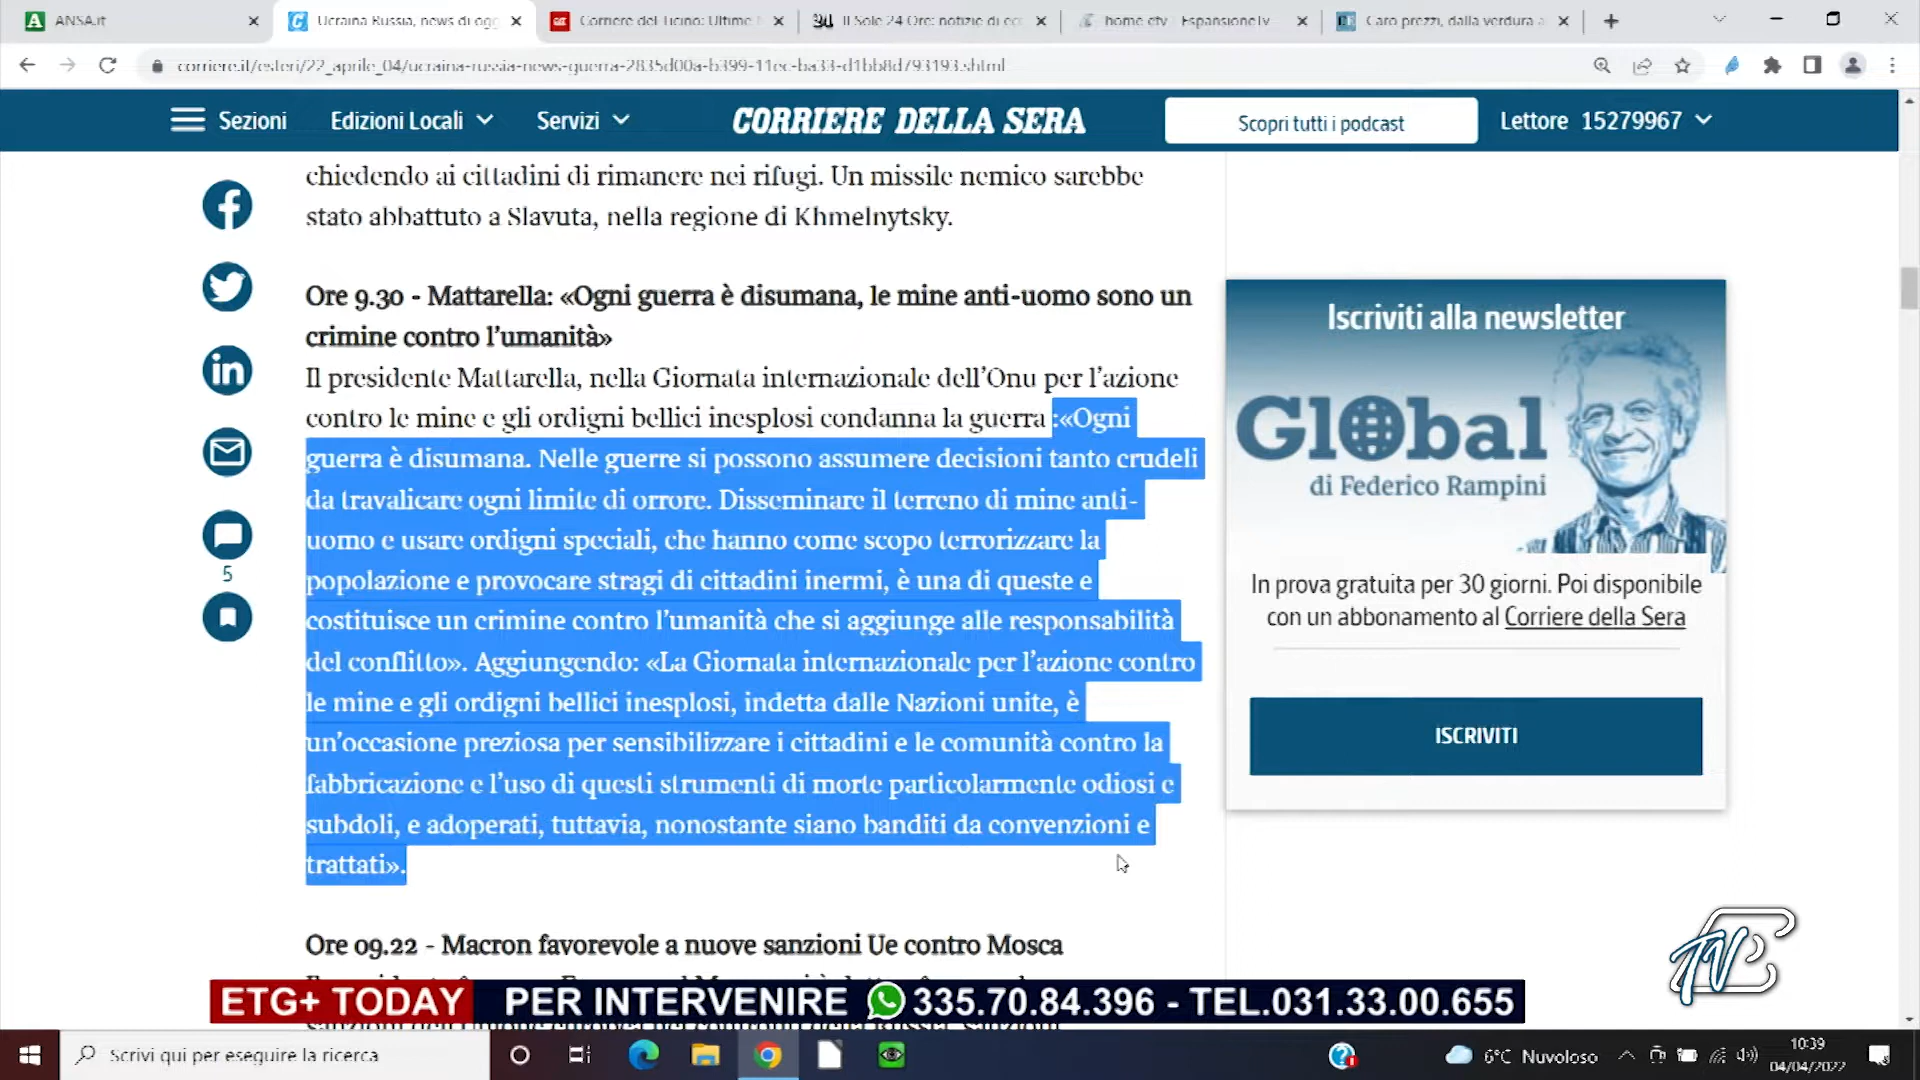 ANSA.it
Ucraina Russia, news di ogg
Corriere del Ticino: Ultime
Il Sole 24 Ore: notizie di
home etv - Espansione Tv
Caro prezzi, dalla verdura a
corriere.it/esteri/22_aprile_04/ucraina-russia-news-guerra-2835d00a-b399-11ec-ba33-d1bb8d793193.shtml
Sezioni
Edizioni Locali
Servizi
CORRIERE DELLA SERA
Scopri tutti i podcast
Lettore 15279967
chiedendo ai cittadini di rimanere nei rifugi. Un missile nemico sarebbe
stato abbattuto a Slavuta, nella regione di Khmelnytsky.
Ore 9.30 - Mattarella: «Ogni guerra è disumana, le mine anti-uomo sono un
crimine contro l’umanità»
Il presidente Mattarella, nella Giornata internazionale dell’Onu per l’azione
contro le mine e gli ordigni bellici inesplosi condanna la guerra :«Ogni
guerra è disumana. Nelle guerre si possono assumere decisioni tanto crudeli
da travalicare ogni limite di orrore. Disseminare il terreno di mine anti-
uomo e usare ordigni speciali, che hanno come scopo terrorizzare la
popolazione e provocare stragi di cittadini inermi, è una di queste e
costituisce un crimine contro l’umanità che si aggiunge alle responsabilità
del conflitto». Aggiungendo: «La Giornata internazionale per l’azione contro
le mine e gli ordigni bellici inesplosi, indetta dalle Nazioni unite, è
un’occasione preziosa per sensibilizzare i cittadini e le comunità contro la
fabbricazione e l’uso di questi strumenti di morte particolarmente odiosi e
subdoli, e adoperati, tuttavia, nonostante siano banditi da convenzioni e
trattati».
Ore 09.22 - Macron favorevole a nuove sanzioni Ue contro Mosca
5
Iscriviti alla newsletter
Global
di Federico Rampini
In prova gratuita per 30 giorni. Poi disponibile
con un abbonamento al Corriere della Sera
ISCRIVITI
ETG+ TODAY
PER INTERVENIRE 335.70.84.396 - TEL.031.33.00.655
Scrivi qui per eseguire la ricerca
6°C Nuvoloso
10:39
04/04/2022